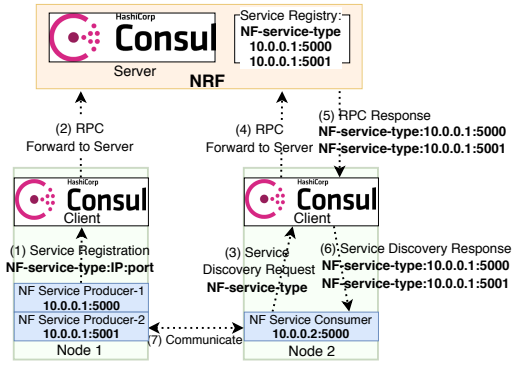 HashiCorp
Consul
Server
Service Registry:
NF-service-type
10.0.0.1:5000
10.0.0.1:5001
NRF
(2) RPC
Forward to Server
(4) RPC
Forward to Server
(5) RPC Response
NF-service-type:10.0.0.1:5000
NF-service-type:10.0.0.1:5001
HashiCorp
Consul
Client
HashiCorp
Consul
Client
(1) Service Registration
NF-service-type:IP:port
(3) Service
Discovery Request
NF-service-type
(6) Service Discovery Response
NF-service-type:10.0.0.1:5000
NF-service-type:10.0.0.1:5001
NF Service Producer-1
10.0.0.1:5000
NF Service Producer-2
10.0.0.1:5001
Node 1
(7) Communicate
NF Service Consumer
10.0.0.2:5000
Node 2